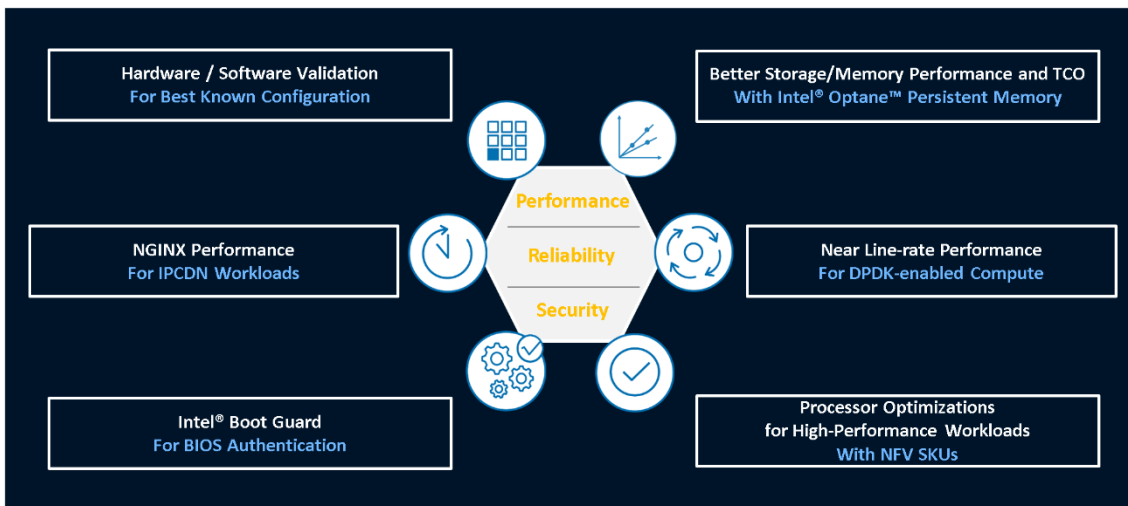 Hardware / Software Validation
For Best Known Configuration
Better Storage/Memory Performance and TCO
With Intel® Optane™ Persistent Memory
Performance
Reliability
Security
NGINX Performance
For IPCDN Workloads
Near Line-rate Performance
For DPDK-enabled Compute
Intel® Boot Guard
For BIOS Authentication
Processor Optimizations
for High-Performance Workloads
With NFV SKUs